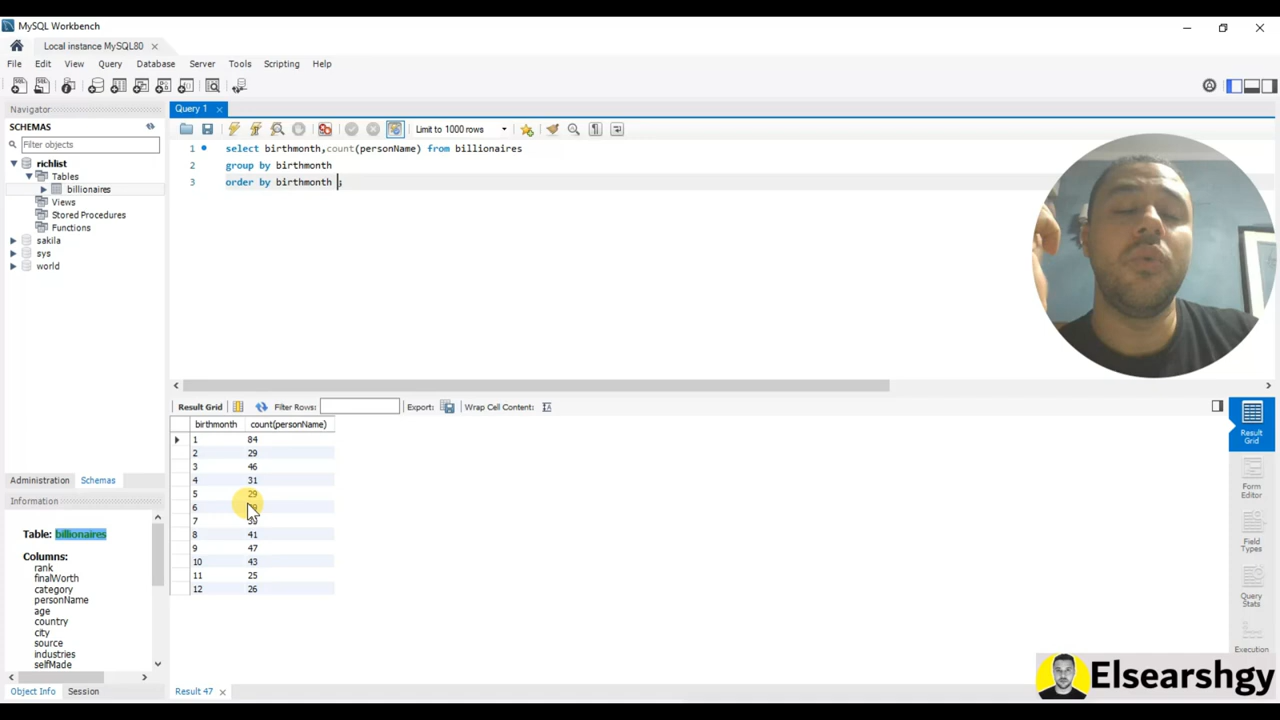 MySQL Workbench
Local instance MySQL80
File Edit View Query Database Server Tools Scripting Help
Navigator
Query 1
SCHEMAS
Limit to 1000 rows
Filter objects
1 select birthmonth,count(personName) from billionaires
2 group by birthmonth
3 order by birthmonth ;
richlist
Tables
billionaires
Views
Stored Procedures
Functions
sakila
sys
world
Result Grid Filter Rows: Export: Wrap Cell Content:
birthmonth count(personName)
1 84
2 29
3 46
4 31
5 29
6
7
8 41
9 47
10 43
11 25
12 26
Result Grid
Form Editor
Field Types
Query Stats
Execution
Administration Schemas
Information
Table: billionaires
Columns:
rank
finalWorth
category
personName
age
country
city
source
industries
selfMade
Object Info Session
Result 47
Elsearshgy